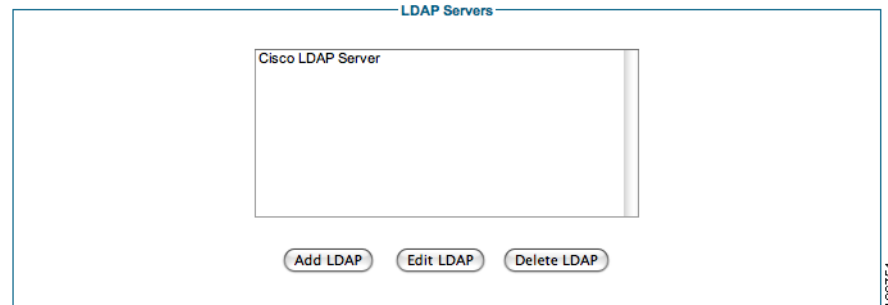 LDAP Servers
Cisco LDAP Server
Add LDAP Edit LDAP Delete LDAP